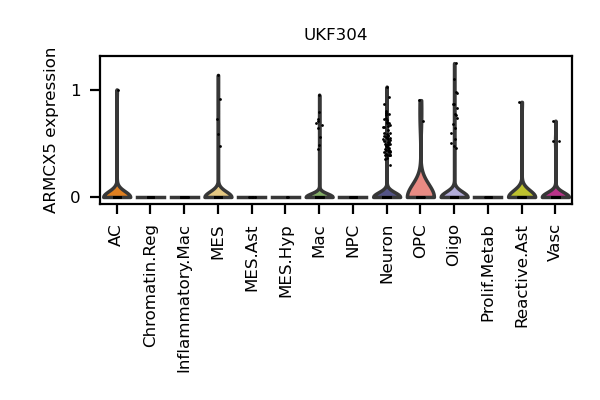 UKF304
ARMCX5 expression
1
0
AC
Chromatin.Reg
Inflammatory.Mac
MES
MES.Ast
MES.Hyp
Mac
NPC
Neuron
OPC
Oligo
Prolif.Metab
Reactive.Ast
Vasc